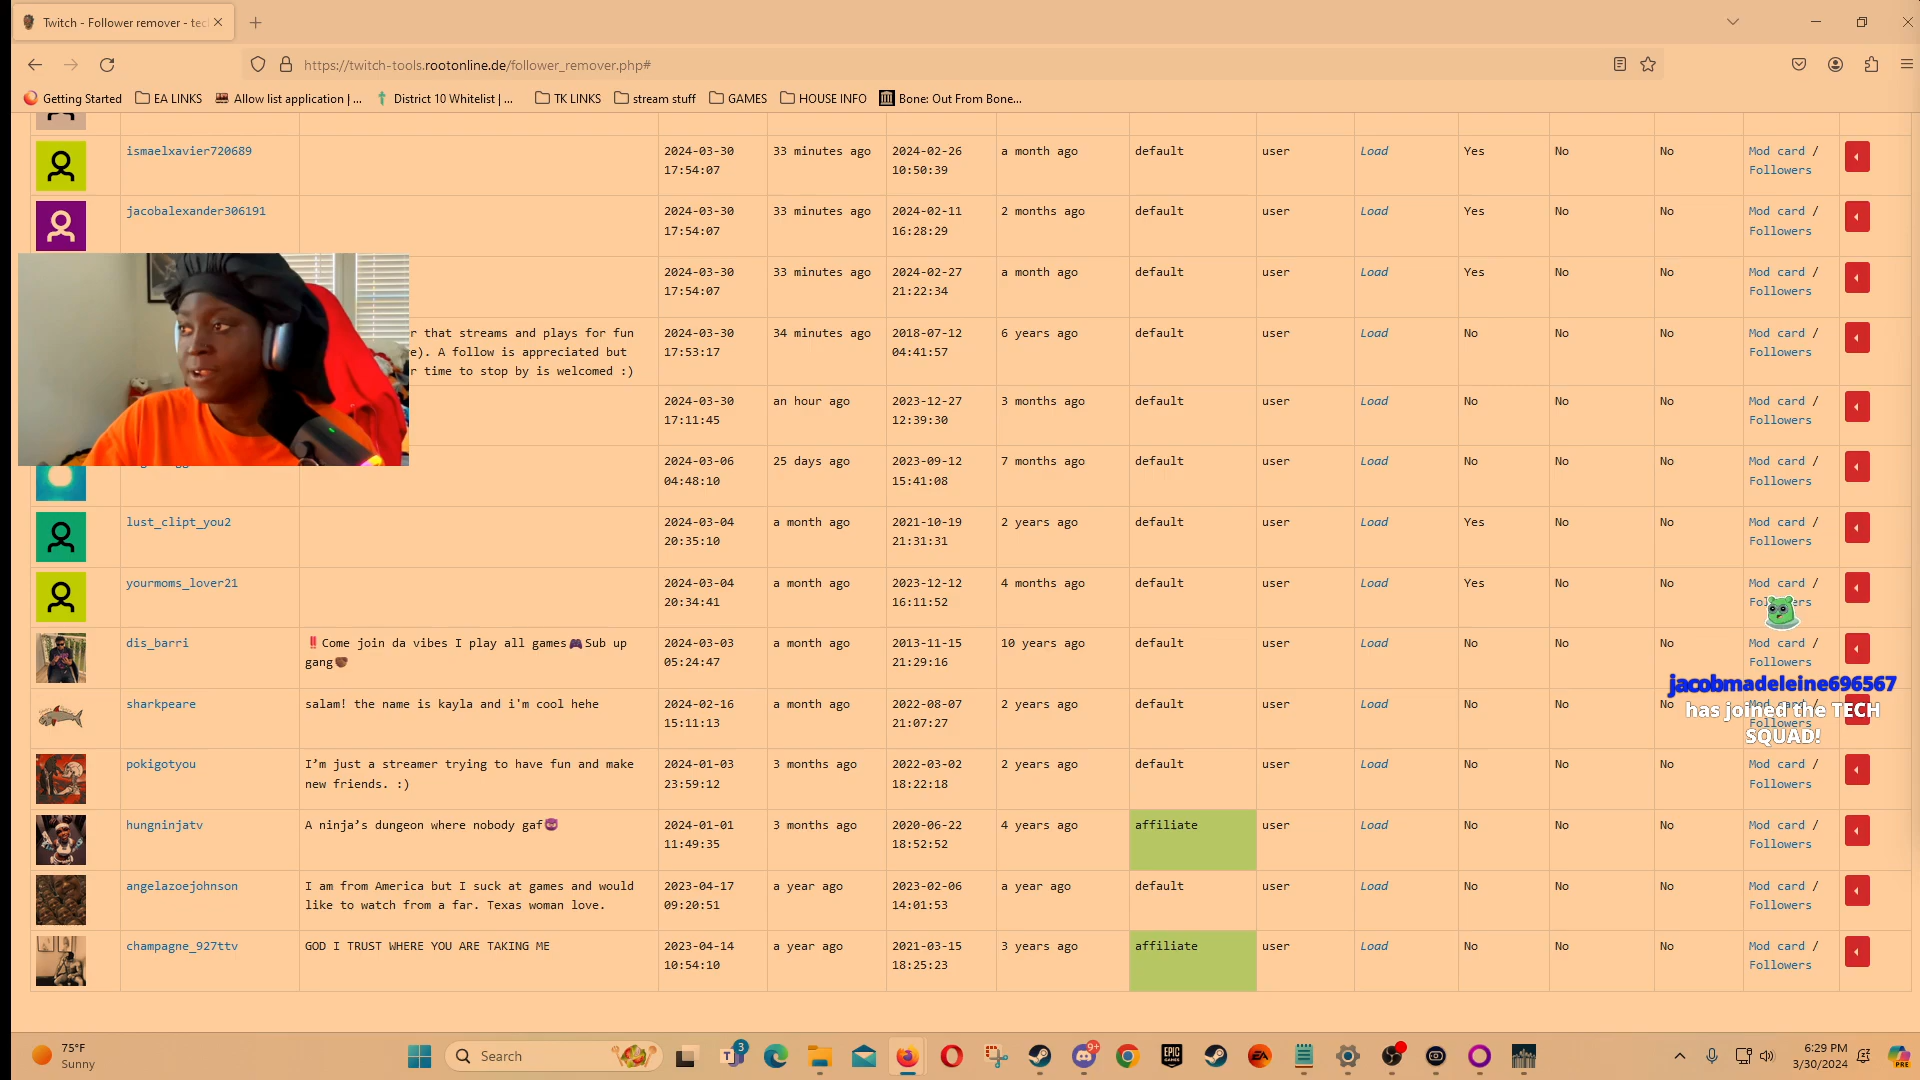 Twitch - Follower remover - tec
https://twitch-tools.rootonline.de/follower_remover.php#
Getting Started EA LINKS Allow list application | ... District 10 Whitelist | ... TK LINKS stream stuff GAMES HOUSE INFO Bone: Out From Bone...
ismaelxavier720689 2024-03-30 33 minutes ago 2024-02-26 a month ago default user Load Yes No No Mod card /
17:54:07 10:50:39 Followers
jacobalexander306191 2024-03-30 33 minutes ago 2024-02-11 2 months ago default user Load Yes No No Mod card /
17:54:07 16:28:29 Followers
2024-03-30 33 minutes ago 2024-02-27 a month ago default user Load Yes No No Mod card /
17:54:07 21:22:34 Followers
r that streams and plays for fun 2024-03-30 34 minutes ago 2018-07-12 6 years ago default user Load No No No Mod card /
e). A follow is appreciated but 17:53:17 04:41:57 Followers
r time to stop by is welcomed :)
2024-03-30 an hour ago 2023-12-27 3 months ago default user Load No No No Mod card /
17:11:45 12:39:30 Followers
2024-03-06 25 days ago 2023-09-12 7 months ago default user Load No No No Mod card /
04:48:10 15:41:08 Followers
lust_clipt_you2 2024-03-04 a month ago 2021-10-19 2 years ago default user Load Yes No No Mod card /
20:35:10 21:31:31 Followers
yourmoms_lover21 2024-03-04 a month ago 2023-12-12 4 months ago default user Load Yes No No Mod card /
20:34:41 16:11:52 Followers
dis_barri ‼️Come join da vibes I play all games🎮Sub up 2024-03-03 a month ago 2013-11-15 10 years ago default user Load No No No Mod card /
gang✊🏿 05:24:47 21:29:16 Followers
jacobmadeleine696567
has joined the TECH
SQUAD!
sharkpeare salam! the name is kayla and i'm cool hehe 2024-02-16 a month ago 2022-08-07 2 years ago default user Load No No No Mod card /
15:11:13 21:07:27 Followers
pokigotyou I’m just a streamer trying to have fun and make 2024-01-03 3 months ago 2022-03-02 2 years ago default user Load No No No Mod card /
new friends. :) 23:59:12 18:22:18 Followers
hungninjatv A ninja’s dungeon where nobody gaf😈 2024-01-01 3 months ago 2020-06-22 4 years ago affiliate user Load No No No Mod card /
11:49:35 18:52:52 Followers
angelazoejohnson I am from America but I suck at games and would 2023-04-17 a year ago 2023-02-06 a year ago default user Load No No No Mod card /
like to watch from a far. Texas woman love. 09:20:51 14:01:53 Followers
champagne_927ttv GOD I TRUST WHERE YOU ARE TAKING ME 2023-04-14 a year ago 2021-03-15 3 years ago affiliate user Load No No No Mod card /
10:54:10 18:25:23 Followers
75°F
Sunny
Search
3
9+
EPIC GAMES
EA
PRE
6:29 PM
3/30/2024